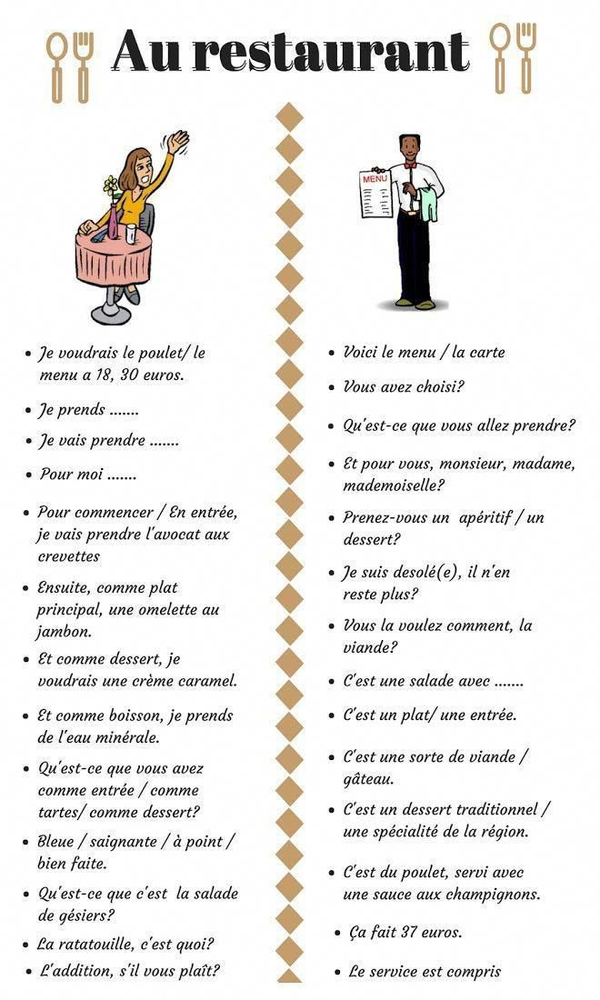 Au restaurant
MENU
• Je voudrais le poulet/ le
menu a 18, 30 euros.
• Je prends .......
• Je vais prendre .......
• Pour moi .......
• Pour commencer / En entrée,
je vais prendre l'avocat aux
crevettes
• Ensuite, comme plat
principal, une omelette au
jambon.
• Et comme dessert, je
voudrais une crème caramel.
• Et comme boisson, je prends
de l'eau minérale.
• Qu'est-ce que vous avez
comme entrée / comme
tartes/ comme dessert?
• Bleue / saignante / à point /
bien faite.
• Qu'est-ce que c'est la salade
de gésiers?
• La ratatouille, c'est quoi?
• L'addition, s'il vous plaît?
• Voici le menu / la carte
• Vous avez choisi?
• Qu'est-ce que vous allez prendre?
• Et pour vous, monsieur, madame,
mademoiselle?
• Prenez-vous un apéritif / un
dessert?
• Je suis desolé(e), il n'en
reste plus?
• Vous la voulez comment, la
viande?
• C'est une salade avec .......
• C'est un plat/ une entrée.
• C'est une sorte de viande /
gâteau.
• C'est un dessert traditionnel /
une spécialité de la région.
• C'est du poulet, servi avec
une sauce aux champignons.
• Ça fait 37 euros.
• Le service est compris